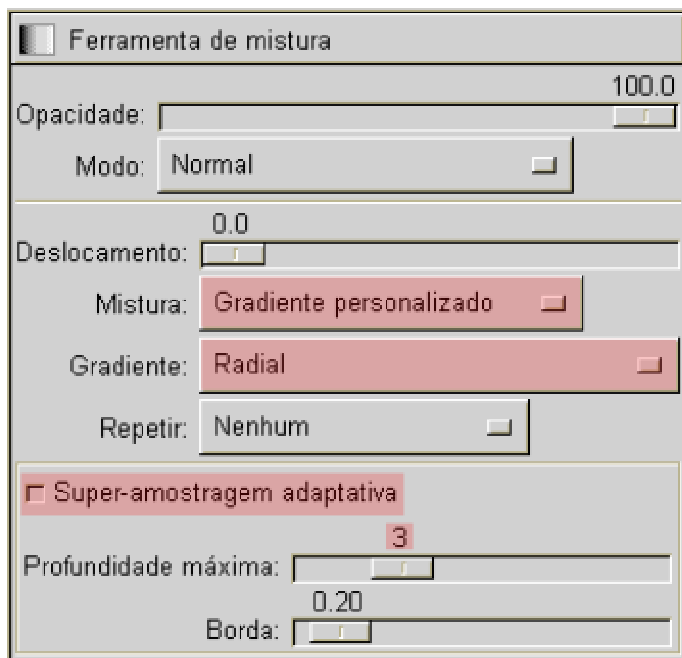 Ferramenta de mistura
100.0
Opacidade:
Modo: Normal
0.0
Deslocamento:
Mistura: Gradiente personalizado
Gradiente: Radial
Repetir: Nenhum
Super-amostragem adaptativa
3
Profundidade máxima:
0.20
Borda: